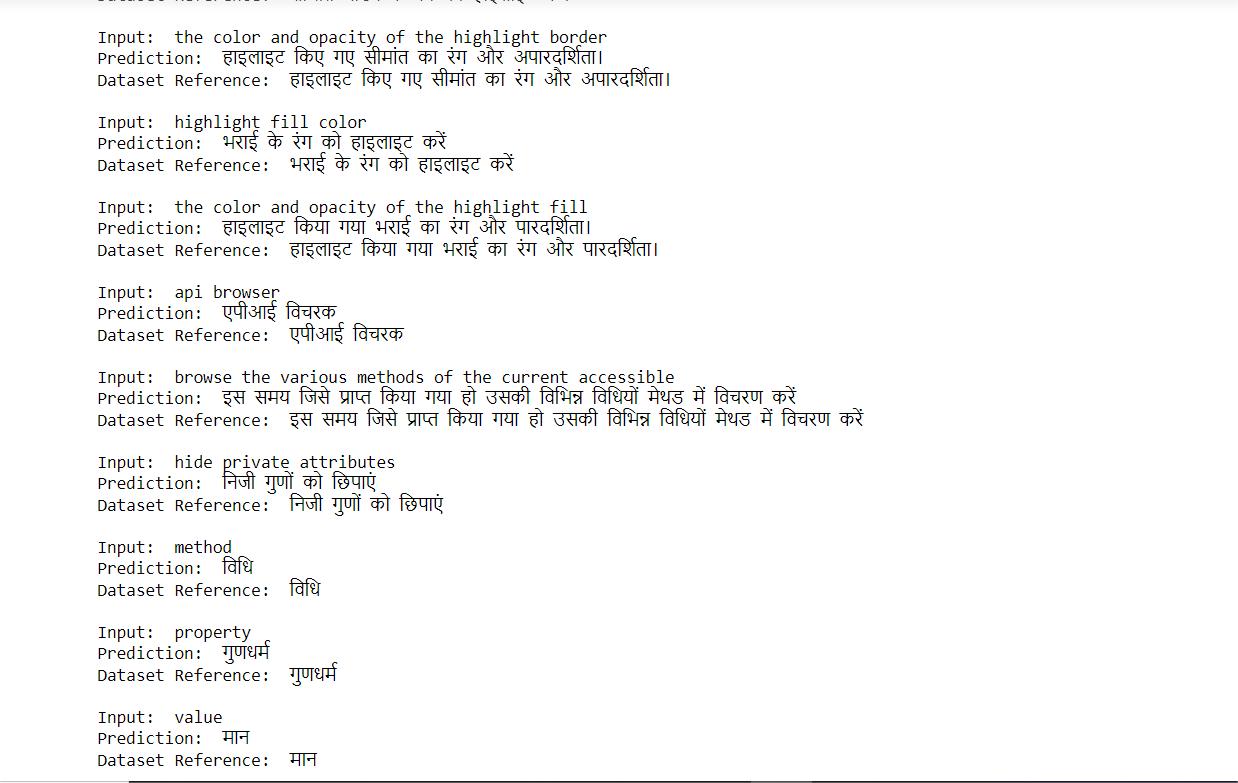 Input:  the color and opacity of the highlight border
Prediction:  हाइलाइट किए गए सीमांत का रंग और अपारदर्शिता।
Dataset Reference:  हाइलाइट किए गए सीमांत का रंग और अपारदर्शिता।
Input:  highlight fill color
Prediction:  भराई के रंग को हाइलाइट करें
Dataset Reference:  भराई के रंग को हाइलाइट करें
Input:  the color and opacity of the highlight fill
Prediction:  हाइलाइट किया गया भराई का रंग और पारदर्शिता।
Dataset Reference:  हाइलाइट किया गया भराई का रंग और पारदर्शिता।
Input:  api browser
Prediction:  एपीआई विचरक
Dataset Reference:  एपीआई विचरक
Input:  browse the various methods of the current accessible
Prediction:  इस समय जिसे प्राप्त किया गया हो उसकी विभिन्न विधियों मेथड में विचरण करें
Dataset Reference:  इस समय जिसे प्राप्त किया गया हो उसकी विभिन्न विधियों मेथड में विचरण करें
Input:  hide private attributes
Prediction:  निजी गुणों को छिपाएं
Dataset Reference:  निजी गुणों को छिपाएं
Input:  method
Prediction:  विधि
Dataset Reference:  विधि
Input:  property
Prediction:  गुणधर्म
Dataset Reference:  गुणधर्म
Input:  value
Prediction:  मान
Dataset Reference:  मान